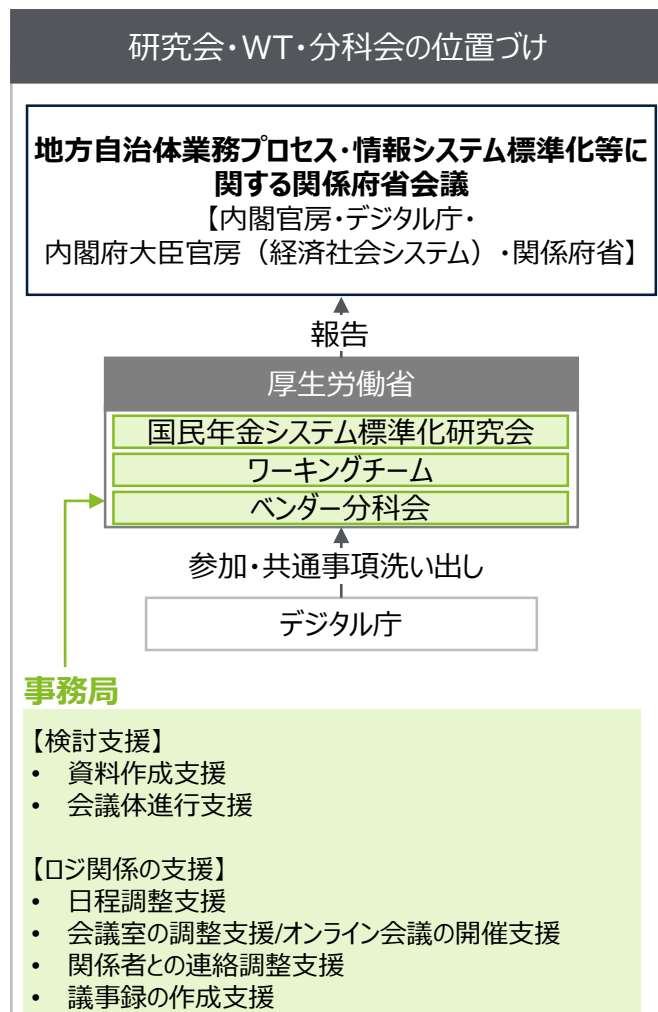 研究会・WT・分科会の位置づけ
地方自治体業務プロセス・情報システム標準化等に
関する関係府省会議
【内閣官房・デジタル庁・
内閣府大臣官房（経済社会システム）・関係府省】
報告
厚生労働省
国民年金システム標準化研究会
ワーキングチーム
ベンダー分科会
参加・共通事項洗い出し
デジタル庁
事務局
【検討支援】
• 資料作成支援
• 会議体進行支援
【ロジ関係の支援】
• 日程調整支援
• 会議室の調整支援/オンライン会議の開催支援
• 関係者との連絡調整支援
• 議事録の作成支援